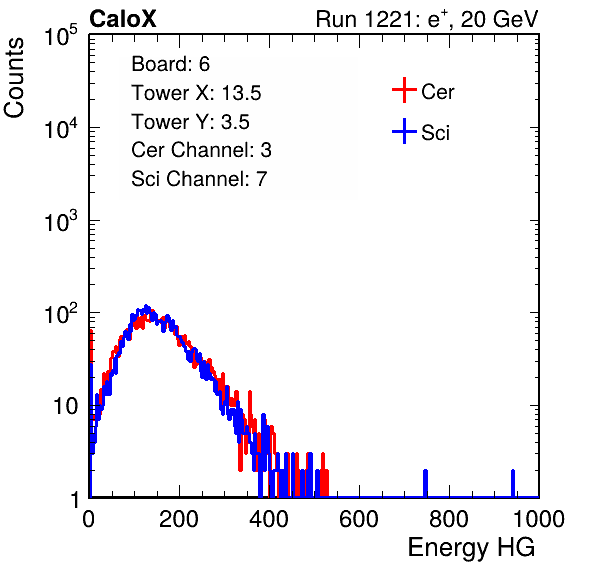 CaloX Run 1221: e⁺, 20 GeV
Counts
Board: 6
Tower X: 13.5
Tower Y: 3.5
Cer Channel: 3
Sci Channel: 7
Cer
Sci
10⁵
10⁴
10³
10²
10
1
0 200 400 600 800 1000
Energy HG